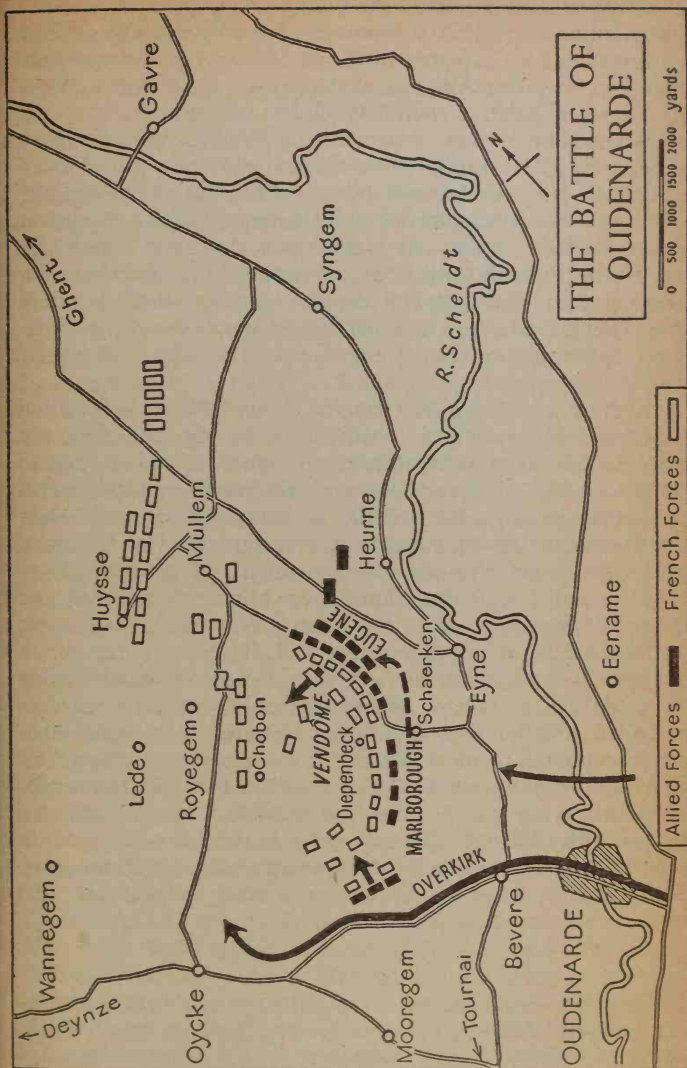 THE BATTLE OF
OUDENARDE
N
0 500 1000 1500 2000 yards
Allied Forces
French Forces
Gavre
Ghent
Syngem
R. Scheldt
Huysse
Mullem
Heurne
Lede
Royegem
Chobon
VENDÔME
EUGENE
Diepenbeck
Schaerken
MARLBOROUGH
Eyne
Eename
Wannegem
Deynze
Oycke
OVERKIRK
Mooregem
Tournai
Bevere
OUDENARDE